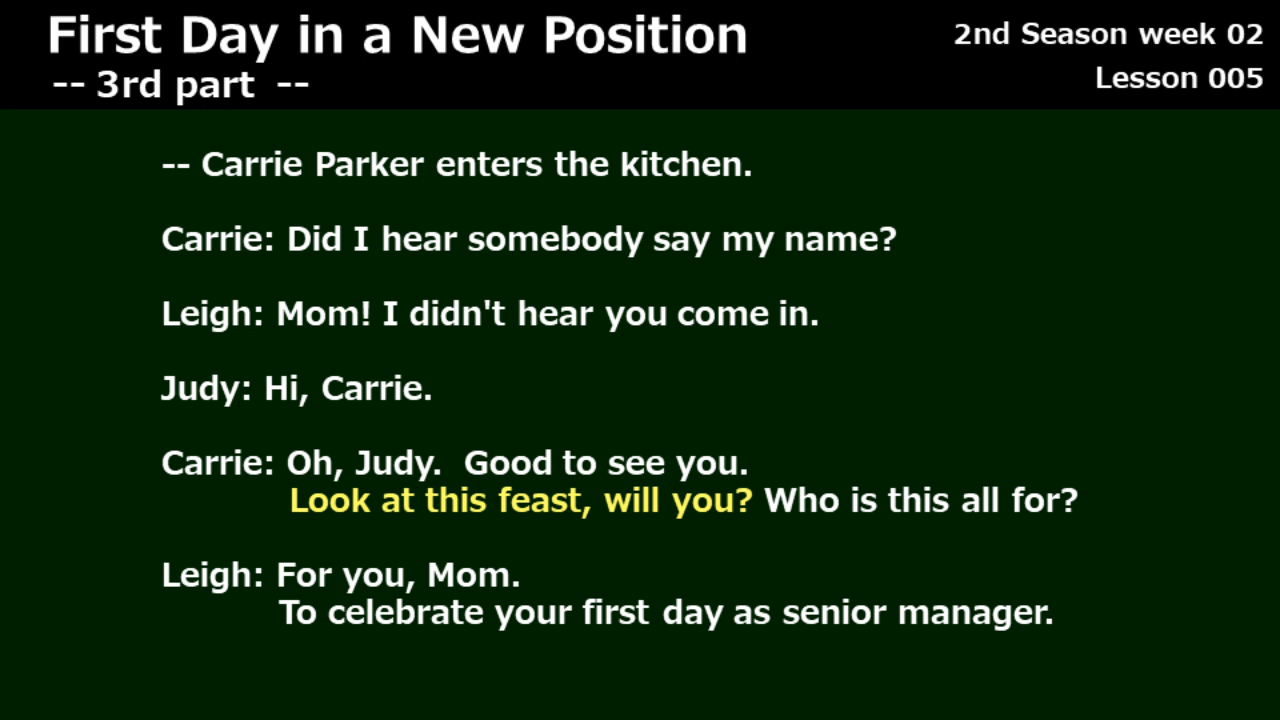 First Day in a New Position
-- 3rd part --
2nd Season week 02
Lesson 005
-- Carrie Parker enters the kitchen.
Carrie: Did I hear somebody say my name?
Leigh: Mom! I didn't hear you come in.
Judy: Hi, Carrie.
Carrie: Oh, Judy. Good to see you.
Look at this feast, will you? Who is this all for?
Leigh: For you, Mom.
To celebrate your first day as senior manager.